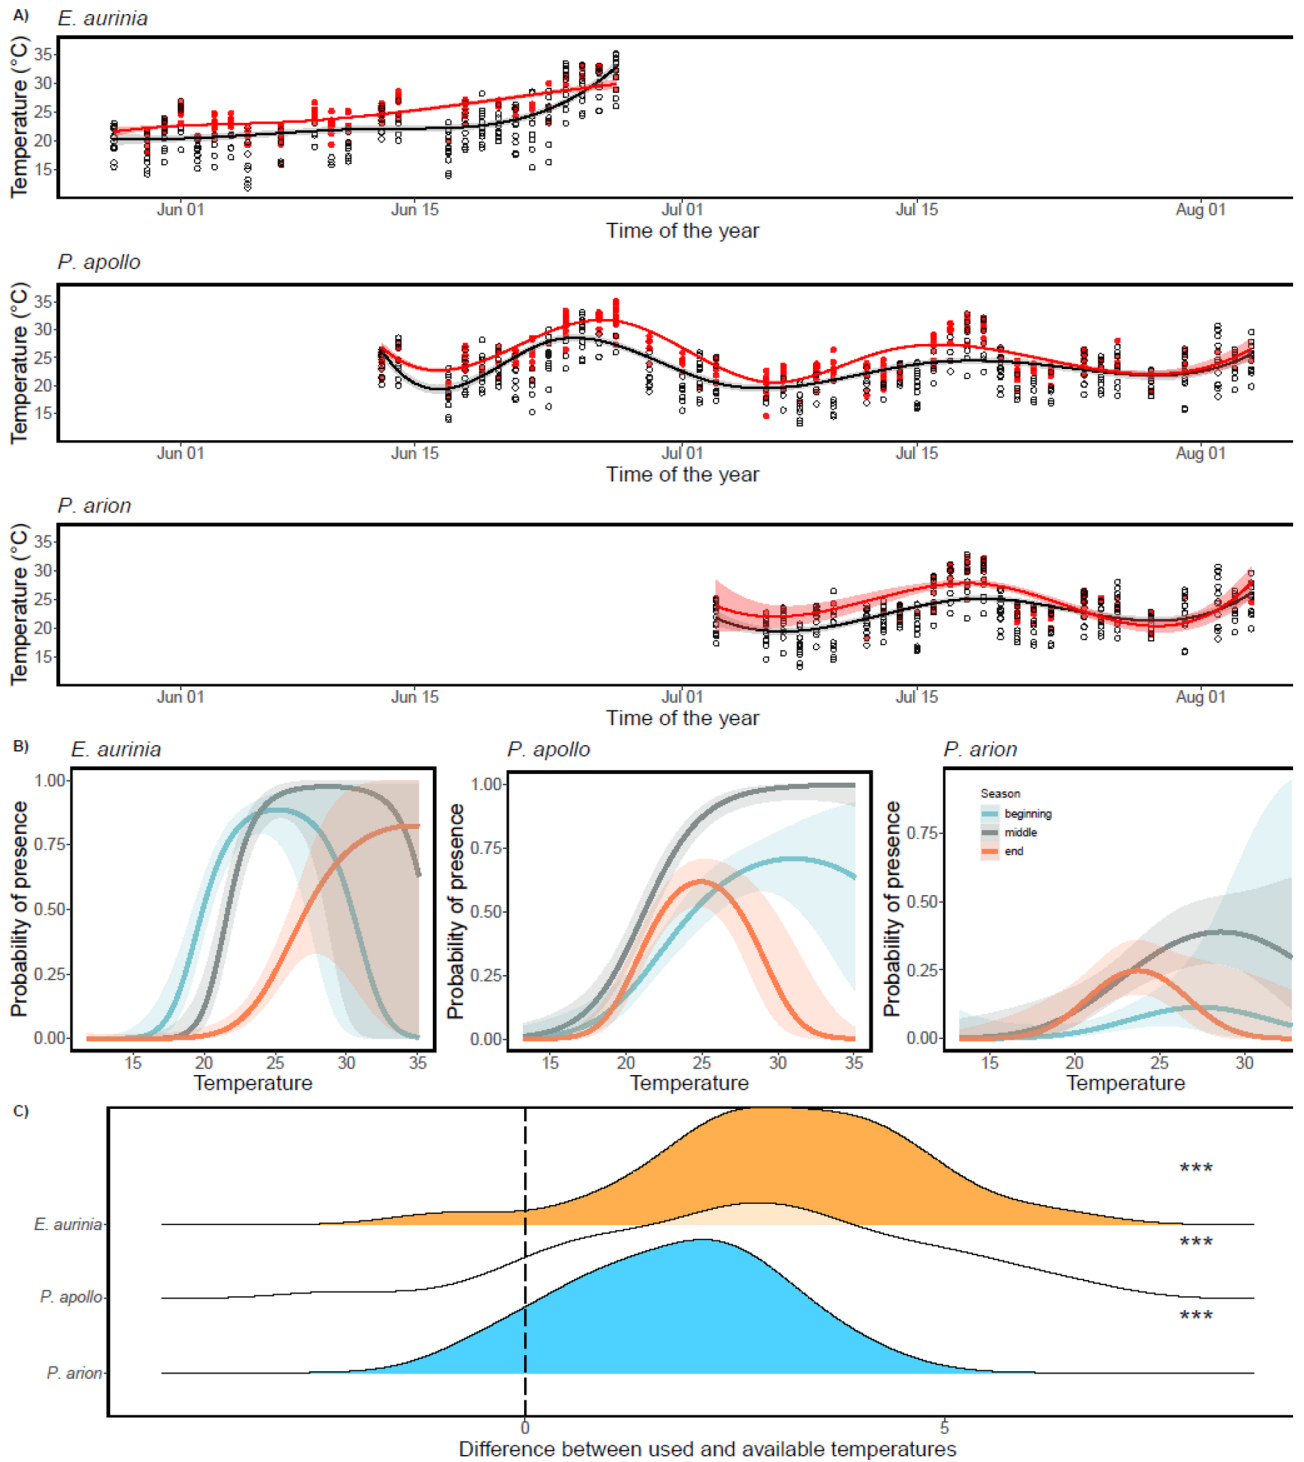 A)
E. aurinia
Temperature (°C)
35
30
25
20
15
Jun 01
Jun 15
Jul 01
Jul 15
Aug 01
Time of the year
P. apollo
Temperature (°C)
35
30
25
20
15
Jun 01
Jun 15
Jul 01
Jul 15
Aug 01
Time of the year
P. arion
Temperature (°C)
35
30
25
20
15
Jun 01
Jun 15
Jul 01
Jul 15
Aug 01
Time of the year
B)
E. aurinia
Probability of presence
1.00
0.75
0.50
0.25
0.00
15
20
25
30
35
Temperature
P. apollo
Probability of presence
1.00
0.75
0.50
0.25
0.00
15
20
25
30
35
Temperature
P. arion
Probability of presence
0.75
0.50
0.25
0.00
Season
beginning
middle
end
15
20
25
30
Temperature
C)
E. aurinia
***
P. apollo
***
P. arion
***
0
5
Difference between used and available temperatures